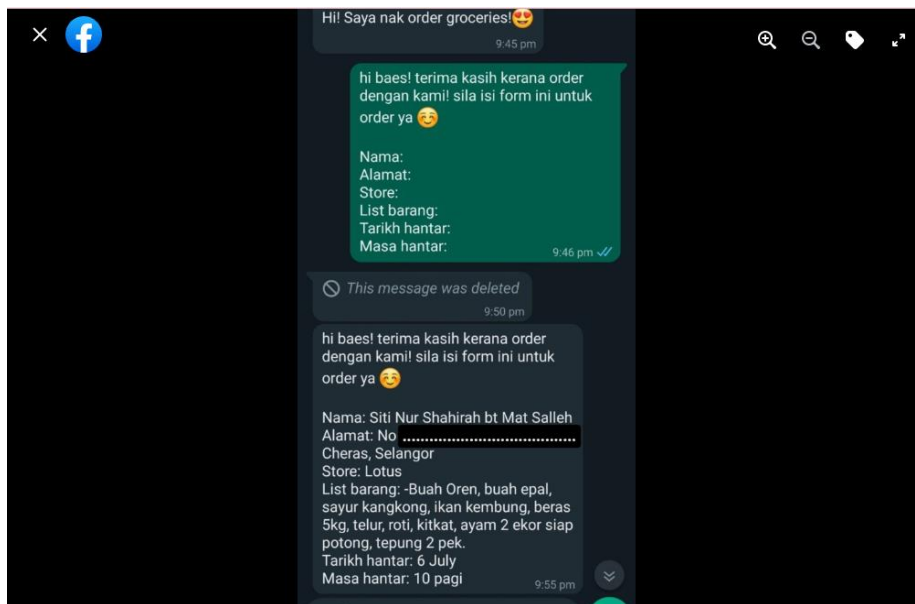 Hi! Saya nak order groceries!😍
9:45 pm
hi baes! terima kasih kerana order
dengan kami! sila isi form ini untuk
order ya ☺️
Nama:
Alamat:
Store:
List barang:
Tarikh hantar:
Masa hantar:
9:46 pm
This message was deleted
9:50 pm
hi baes! terima kasih kerana order
dengan kami! sila isi form ini untuk
order ya ☺️
Nama: Siti Nur Shahirah bt Mat Salleh
Alamat: No ........................................
Cheras, Selangor
Store: Lotus
List barang: -Buah Oren, buah epal,
sayur kangkong, ikan kembung, beras
5kg, telur, roti, kitkat, ayam 2 ekor siap
potong, tepung 2 pek.
Tarikh hantar: 6 July
Masa hantar: 10 pagi
9:55 pm